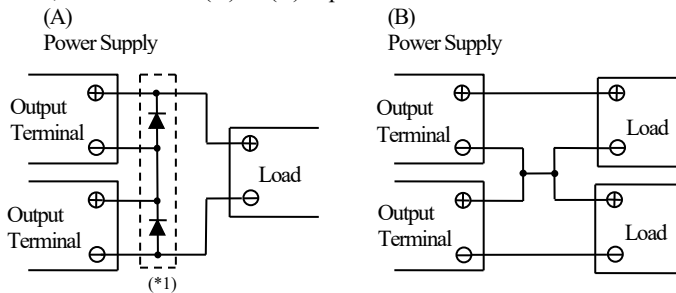 (A)
Power Supply
Output
Terminal
Output
Terminal
Load
(*1)
(B)
Power Supply
Output
Terminal
Output
Terminal
Load
Load